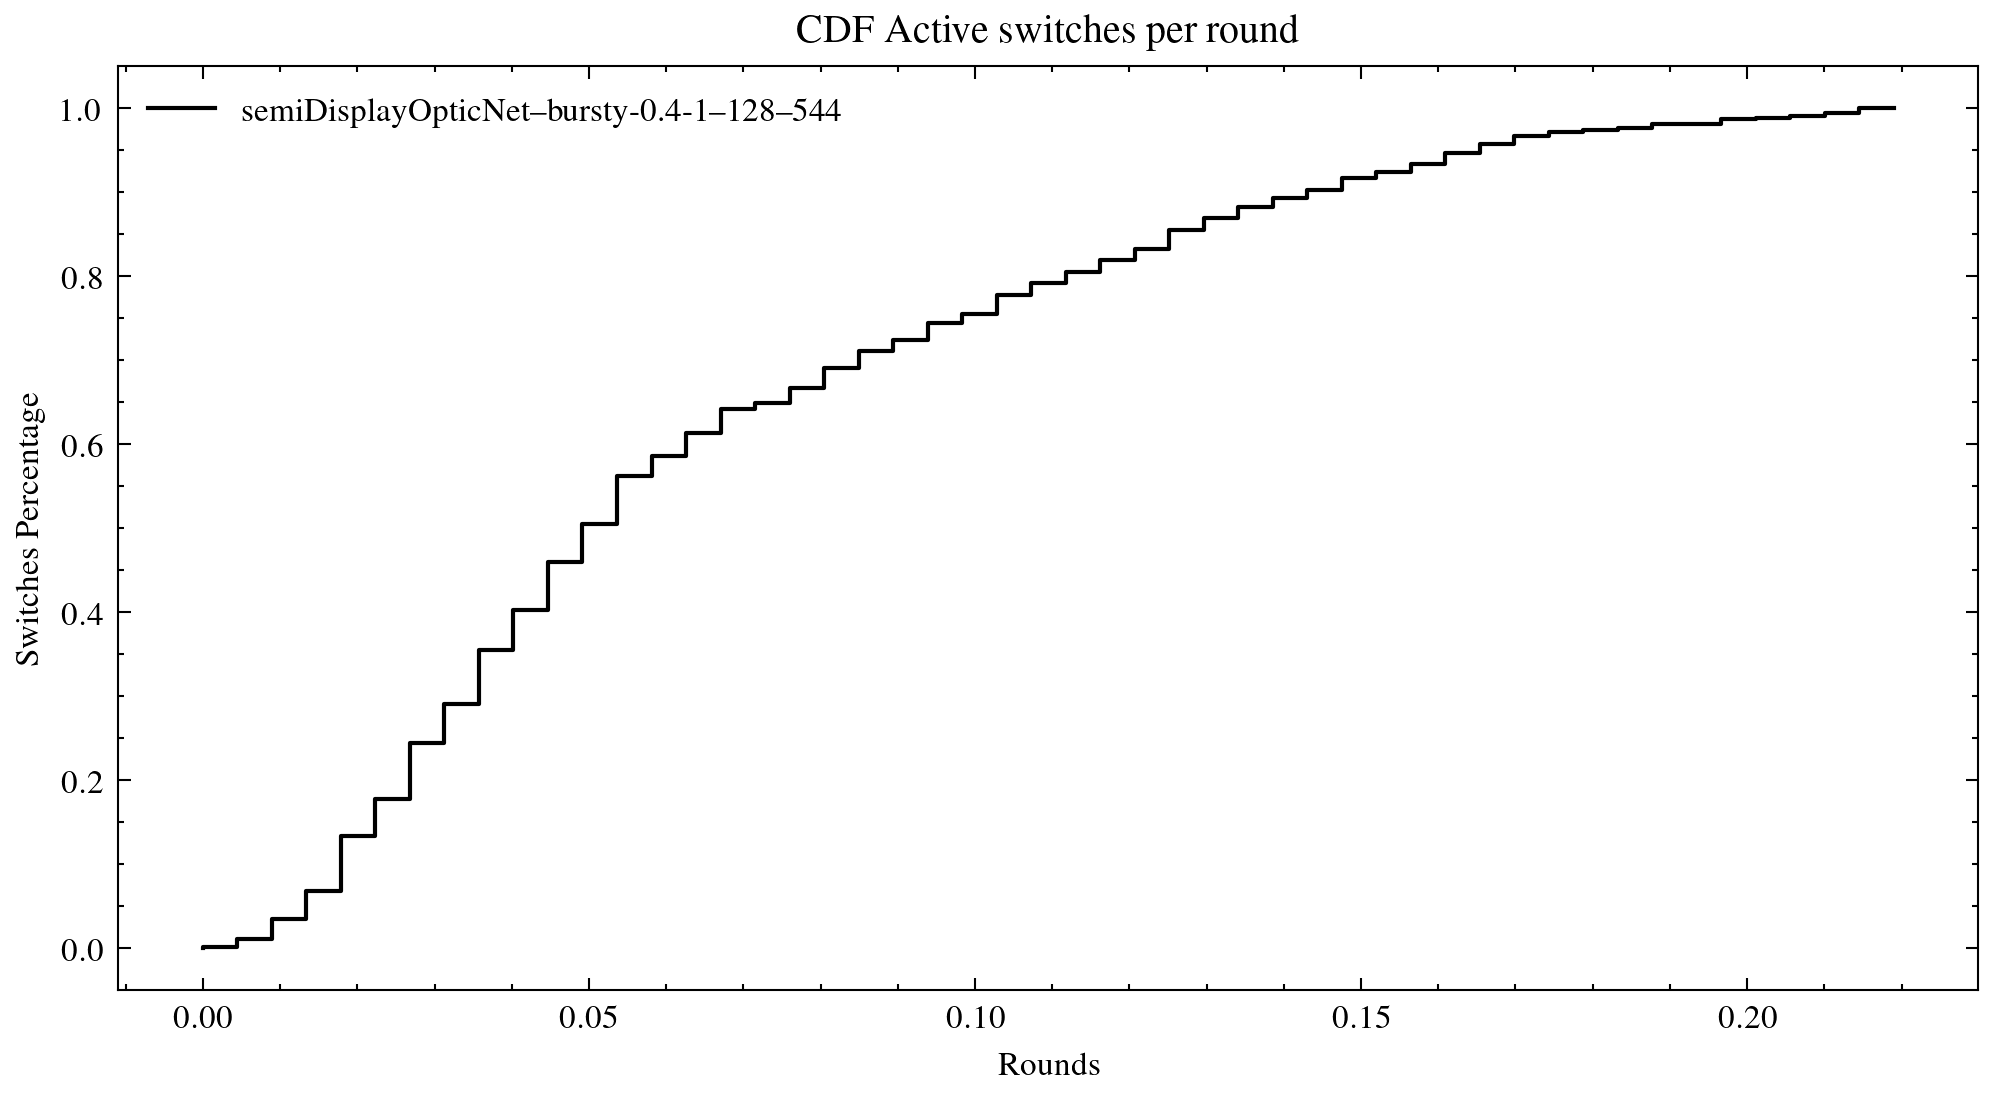 CDF Active switches per round
semiDisplayOpticNet–bursty-0.4-1–128–544
1.0
0.8
0.6
0.4
0.2
0.0
Switches Percentage
0.00 0.05 0.10 0.15 0.20
Rounds